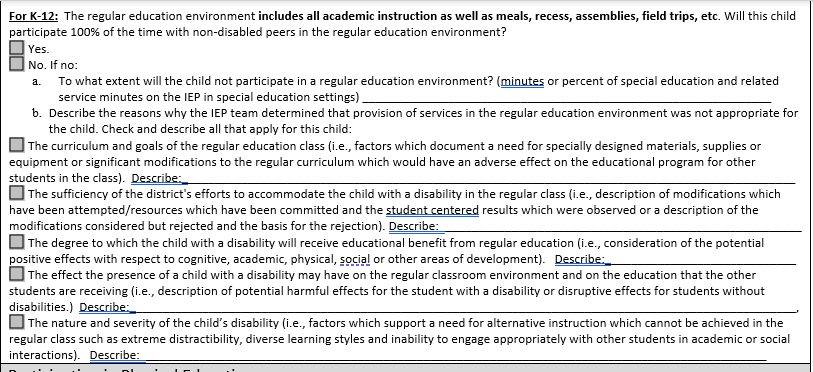 For K-12: The regular education environment includes all academic instruction as well as meals, recess, assemblies, field trips, etc. Will this child
participate 100% of the time with non-disabled peers in the regular education environment?
Yes.
No. If no:
a. To what extent will the child not participate in a regular education environment? (minutes or percent of special education and related
service minutes on the IEP in special education settings)
b. Describe the reasons why the IEP team determined that provision of services in the regular education environment was not appropriate for
the child. Check and describe all that apply for this child:
The curriculum and goals of the regular education class (i.e., factors which document a need for specially designed materials, supplies or
equipment or significant modifications to the regular curriculum which would have an adverse effect on the educational program for other
students in the class). Describe:
The sufficiency of the district's efforts to accommodate the child with a disability in the regular class (i.e., description of modifications which
have been attempted/resources which have been committed and the student centered results which were observed or a description of the
modifications considered but rejected and the basis for the rejection). Describe:
The degree to which the child with a disability will receive educational benefit from regular education (i.e., consideration of the potential
positive effects with respect to cognitive, academic, physical, social or other areas of development). Describe:
The effect the presence of a child with a disability may have on the regular classroom environment and on the education that the other
students are receiving (i.e., description of potential harmful effects for the student with a disability or disruptive effects for students without
disabilities.) Describe: .
The nature and severity of the child's disability (i.e., factors which support a need for alternative instruction which cannot be achieved in the
regular class such as extreme distractibility, diverse learning styles and inability to engage appropriately with other students in academic or social
interactions). Describe: